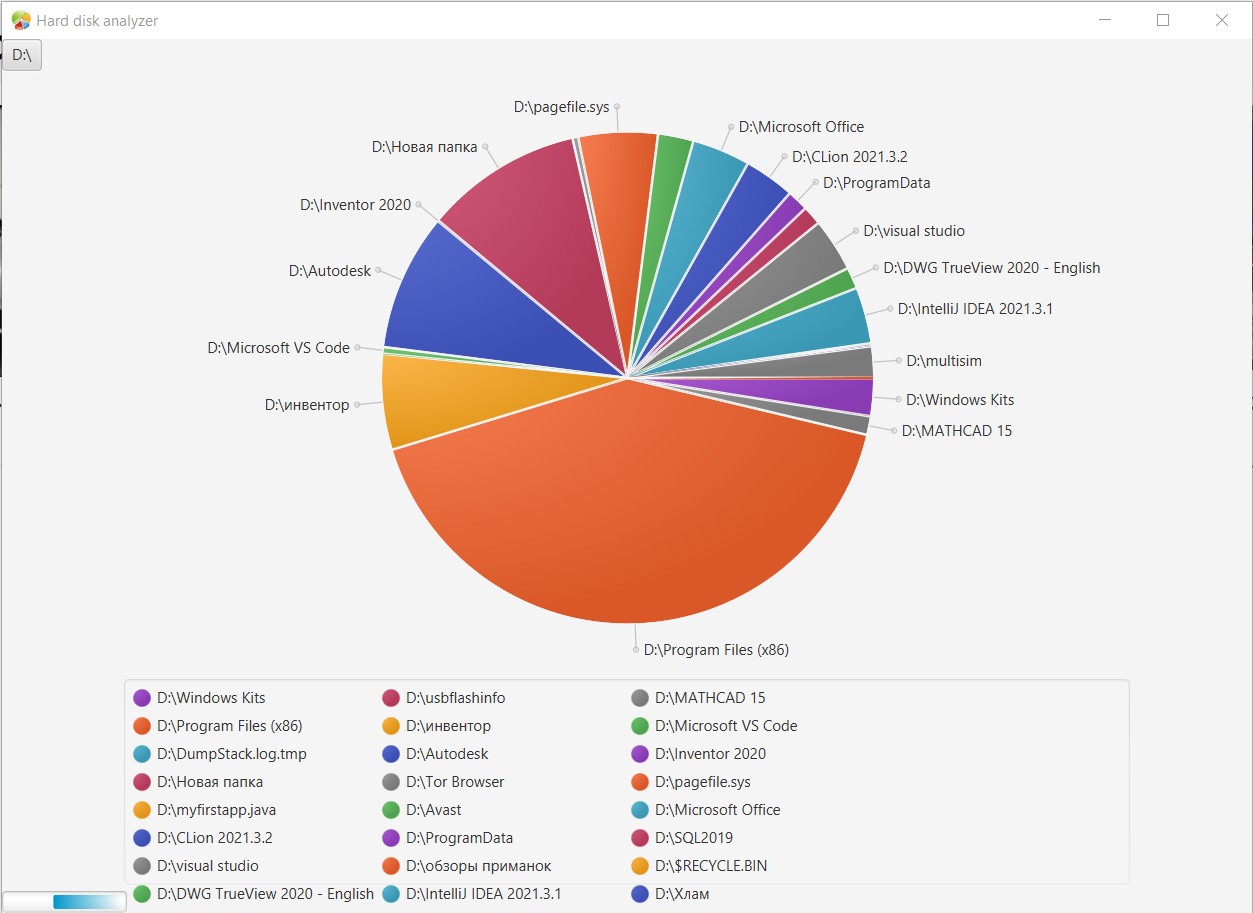 Hard disk analyzer
D:\
D:\pagefile.sys
D:\Microsoft Office
D:\Новая папка
D:\CLion 2021.3.2
D:\ProgramData
D:\Inventor 2020
D:\visual studio
D:\Autodesk
D:\DWG TrueView 2020 - English
D:\IntelliJ IDEA 2021.3.1
D:\Microsoft VS Code
D:\multisim
D:\инвентор
D:\Windows Kits
D:\MATHCAD 15
D:\Program Files (x86)
D:\Windows Kits D:\usbflashinfo D:\MATHCAD 15
D:\Program Files (x86) D:\инвентор D:\Microsoft VS Code
D:\DumpStack.log.tmp D:\Autodesk D:\Inventor 2020
D:\Новая папка D:\Tor Browser D:\pagefile.sys
D:\myfirstapp.java D:\Avast D:\Microsoft Office
D:\CLion 2021.3.2 D:\ProgramData D:\SQL2019
D:\visual studio D:\обзоры приманок D:\$RECYCLE.BIN
D:\DWG TrueView 2020 - English D:\IntelliJ IDEA 2021.3.1 D:\Хлам